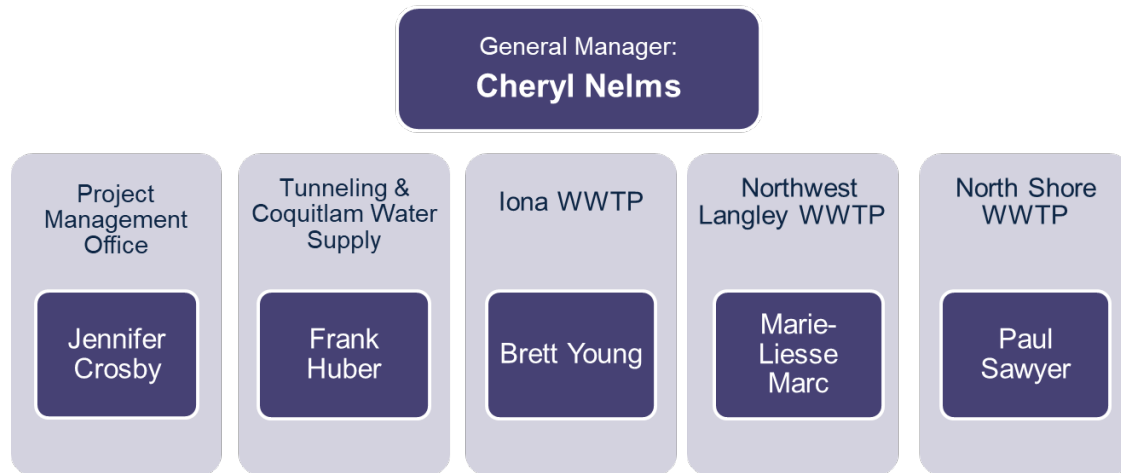 General Manager:
Cheryl Nelms
Project
Management
Office
Jennifer
Crosby
Tunneling &
Coquitlam Water
Supply
Frank
Huber
Iona WWTP
Brett Young
Northwest
Langley WWTP
Marie-
Liesse
Marc
North Shore
WWTP
Paul
Sawyer